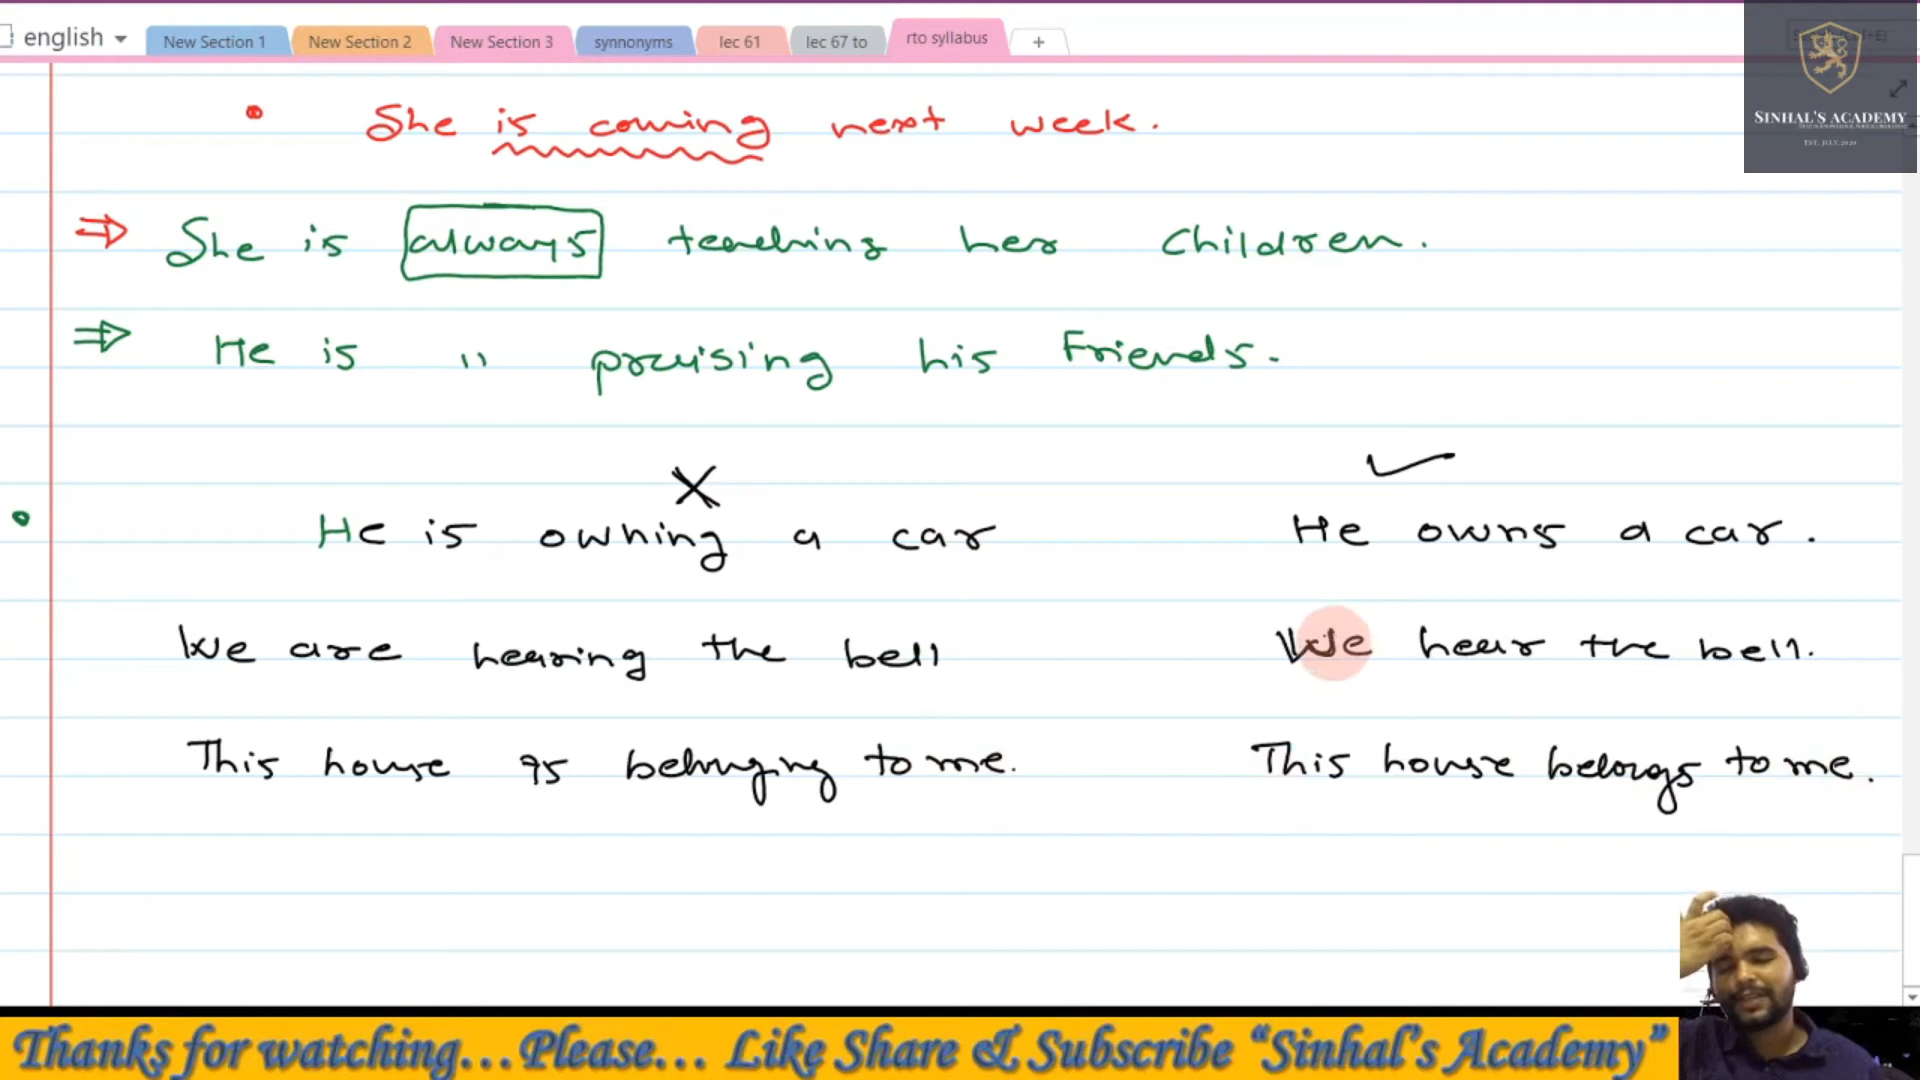 english
New Section 1 New Section 2 New Section 3 synnonyms lec 61 lec 67 to rto syllabus +
SINHAL'S ACADEMY
EST. JULY, 2020
• She is coming next week.
⇒ She is always teaching her children.
⇒ He is " praising his Friends.
• He is owning a car
He owns a car.
We are hearing the bell
We hear the bell.
This house is belonging to me.
This house belongs to me.
Thanks for watching... Please... Like Share & Subscribe "Sinhal's Academy"